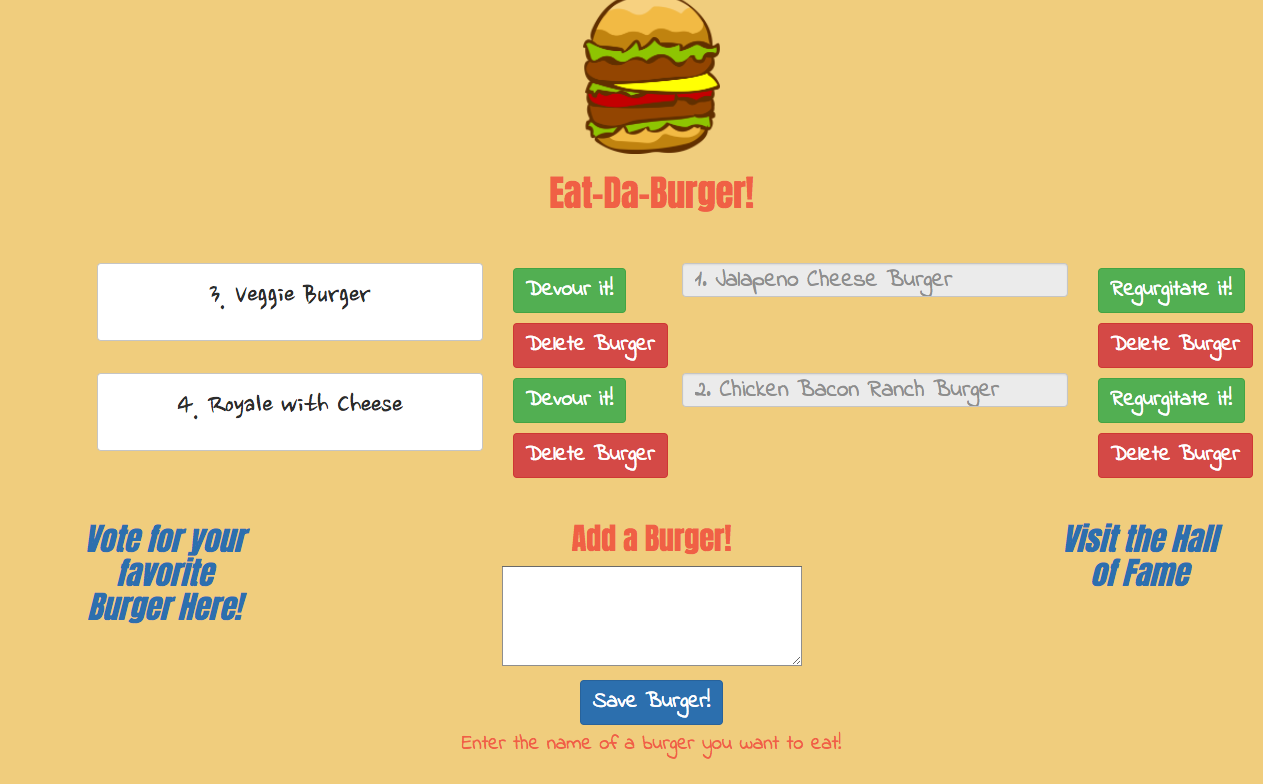 Eat-Da-Burger!
3. Veggie Burger
Devour it!
1. Jalapeno Cheese Burger
Regurgitate it!
Delete Burger
Delete Burger
4. Royale with Cheese
Devour it!
2. Chicken Bacon Ranch Burger
Regurgitate it!
Delete Burger
Delete Burger
Vote for your
favorite
Burger Here!
Add a Burger!
Visit the Hall
of Fame
Save Burger!
Enter the name of a burger you want to eat!